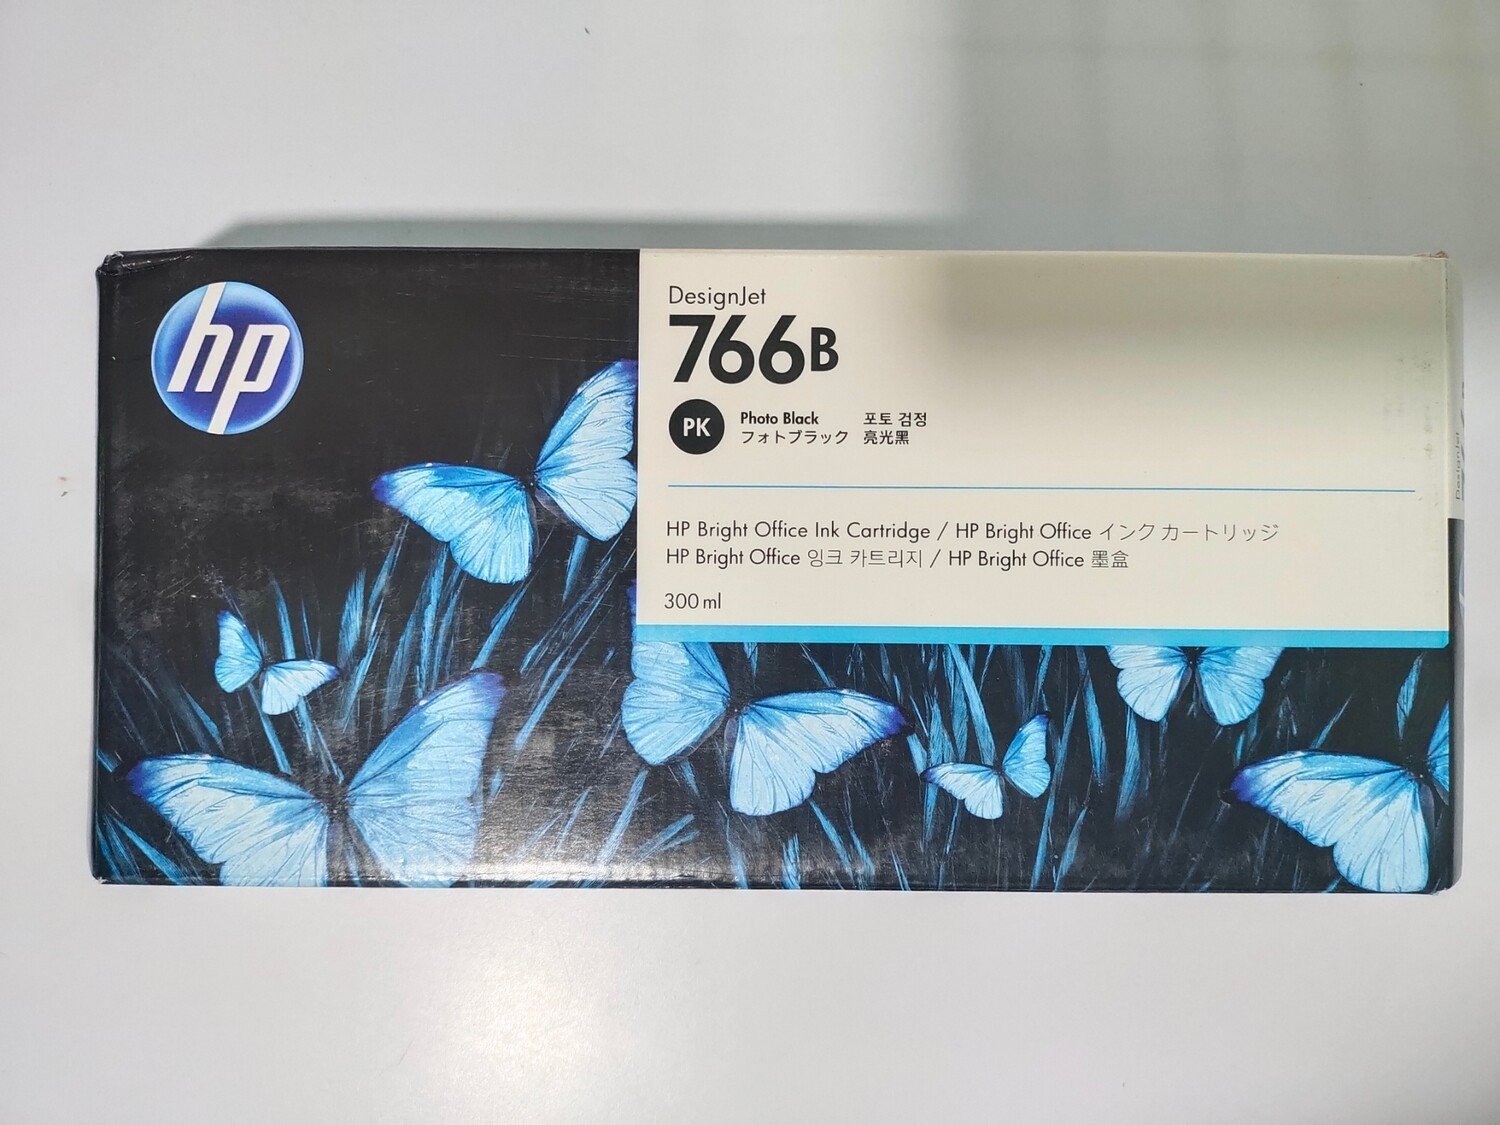 hp
DesignJet
766B
PK
Photo Black 포토 검정
フォトブラック 亮光黑
HP Bright Office Ink Cartridge / HP Bright Office インク カートリッジ
HP Bright Office 잉크 카트리지 / HP Bright Office 墨盒
300 ml
DesignJet